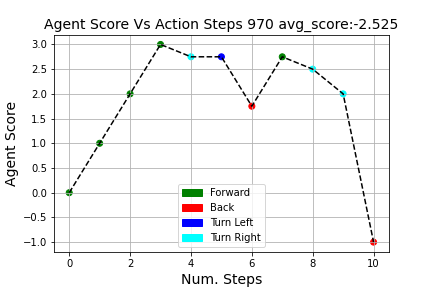 Agent Score Vs Action Steps 970 avg_score:-2.525
Agent Score
3.0
2.5
2.0
1.5
1.0
0.5
0.0
−0.5
−1.0
Forward
Back
Turn Left
Turn Right
0 2 4 6 8 10
Num. Steps